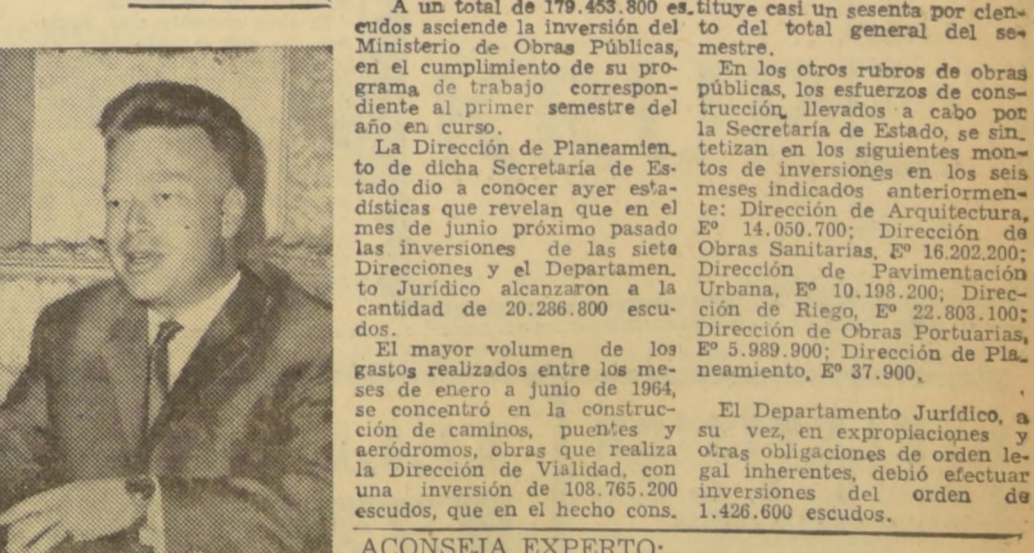 A un total de 179.453.800 es.
cudos asciende la inversión del
Ministerio de Obras Públicas,
en el cumplimiento de su pro-
grama de trabajo correspon-
diente al primer semestre del
año en curso.
La Dirección de Planeamien.
to de dicha Secretaría de Es-
tado dio a conocer ayer esta-
dísticas que revelan que en el
mes de junio próximo pasado
las inversiones de las siete
Direcciones y el Departamen.
to Jurídico alcanzaron a la
cantidad de 20.286.800 escu-
dos.
El mayor volumen de los
gastos realizados entre los me-
ses de enero a junio de 1964,
se concentró en la construc-
ción de caminos, puentes y
aeródromos, obras que realiza
la Dirección de Vialidad, con
una inversión de 108.765.200
escudos, que en el hecho cons.
tituye casi un sesenta por cien-
to del total general del se-
mestre.
En los otros rubros de obras
públicas, los esfuerzos de cons-
trucción, llevados a cabo por
la Secretaría de Estado, se sin.
tetizan en los siguientes mon-
tos de inversiones en los seis
meses indicados anteriormen-
te: Dirección de Arquitectura,
Eº 14.050.700; Dirección de
Obras Sanitarias, Eº 16.202.200;
Dirección de Pavimentación
Urbana, Eº 10.198.200; Direc-
ción de Riego, Eº 22.803.100;
Dirección de Obras Portuarias,
Eº 5.989.900; Dirección de Pla.
neamiento, Eº 37.900.
El Departamento Jurídico, a
su vez, en expropiaciones y
otras obligaciones de orden le-
gal inherentes, debió efectuar
inversiones del orden de
1.426.600 escudos.
ACONSEJA EXPERTO: